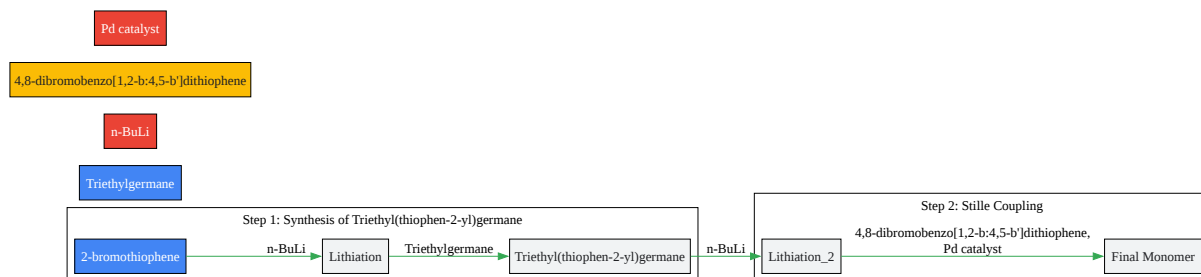 Pd catalyst
4,8-dibromobenzo[1,2-b:4,5-b']dithiophene
n-BuLi
Triethylgermane
Step 1: Synthesis of Triethyl(thiophen-2-yl)germane
2-bromothiophene
n-BuLi
Lithiation
Triethylgermane
Triethyl(thiophen-2-yl)germane
n-BuLi
Step 2: Stille Coupling
Lithiation_2
4,8-dibromobenzo[1,2-b:4,5-b']dithiophene,
Pd catalyst
Final Monomer